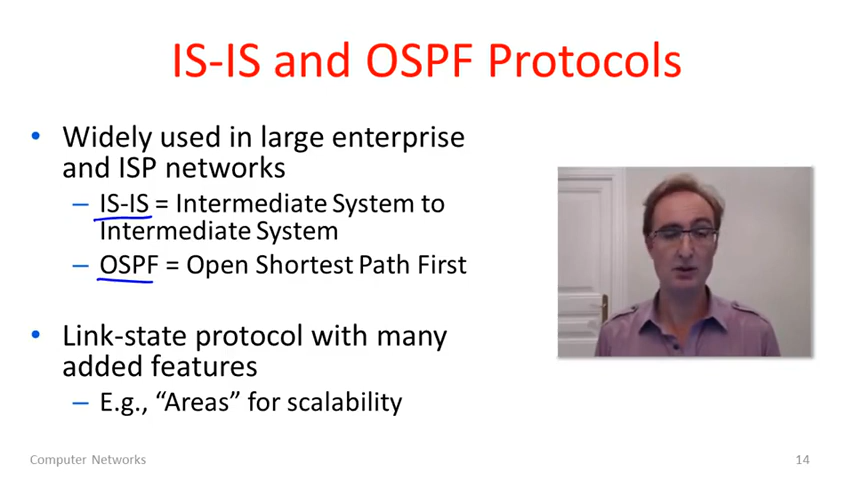 IS-IS and OSPF Protocols
• Widely used in large enterprise
and ISP networks
– IS-IS = Intermediate System to
Intermediate System
– OSPF = Open Shortest Path First
• Link-state protocol with many
added features
– E.g., “Areas” for scalability
Computer Networks
14